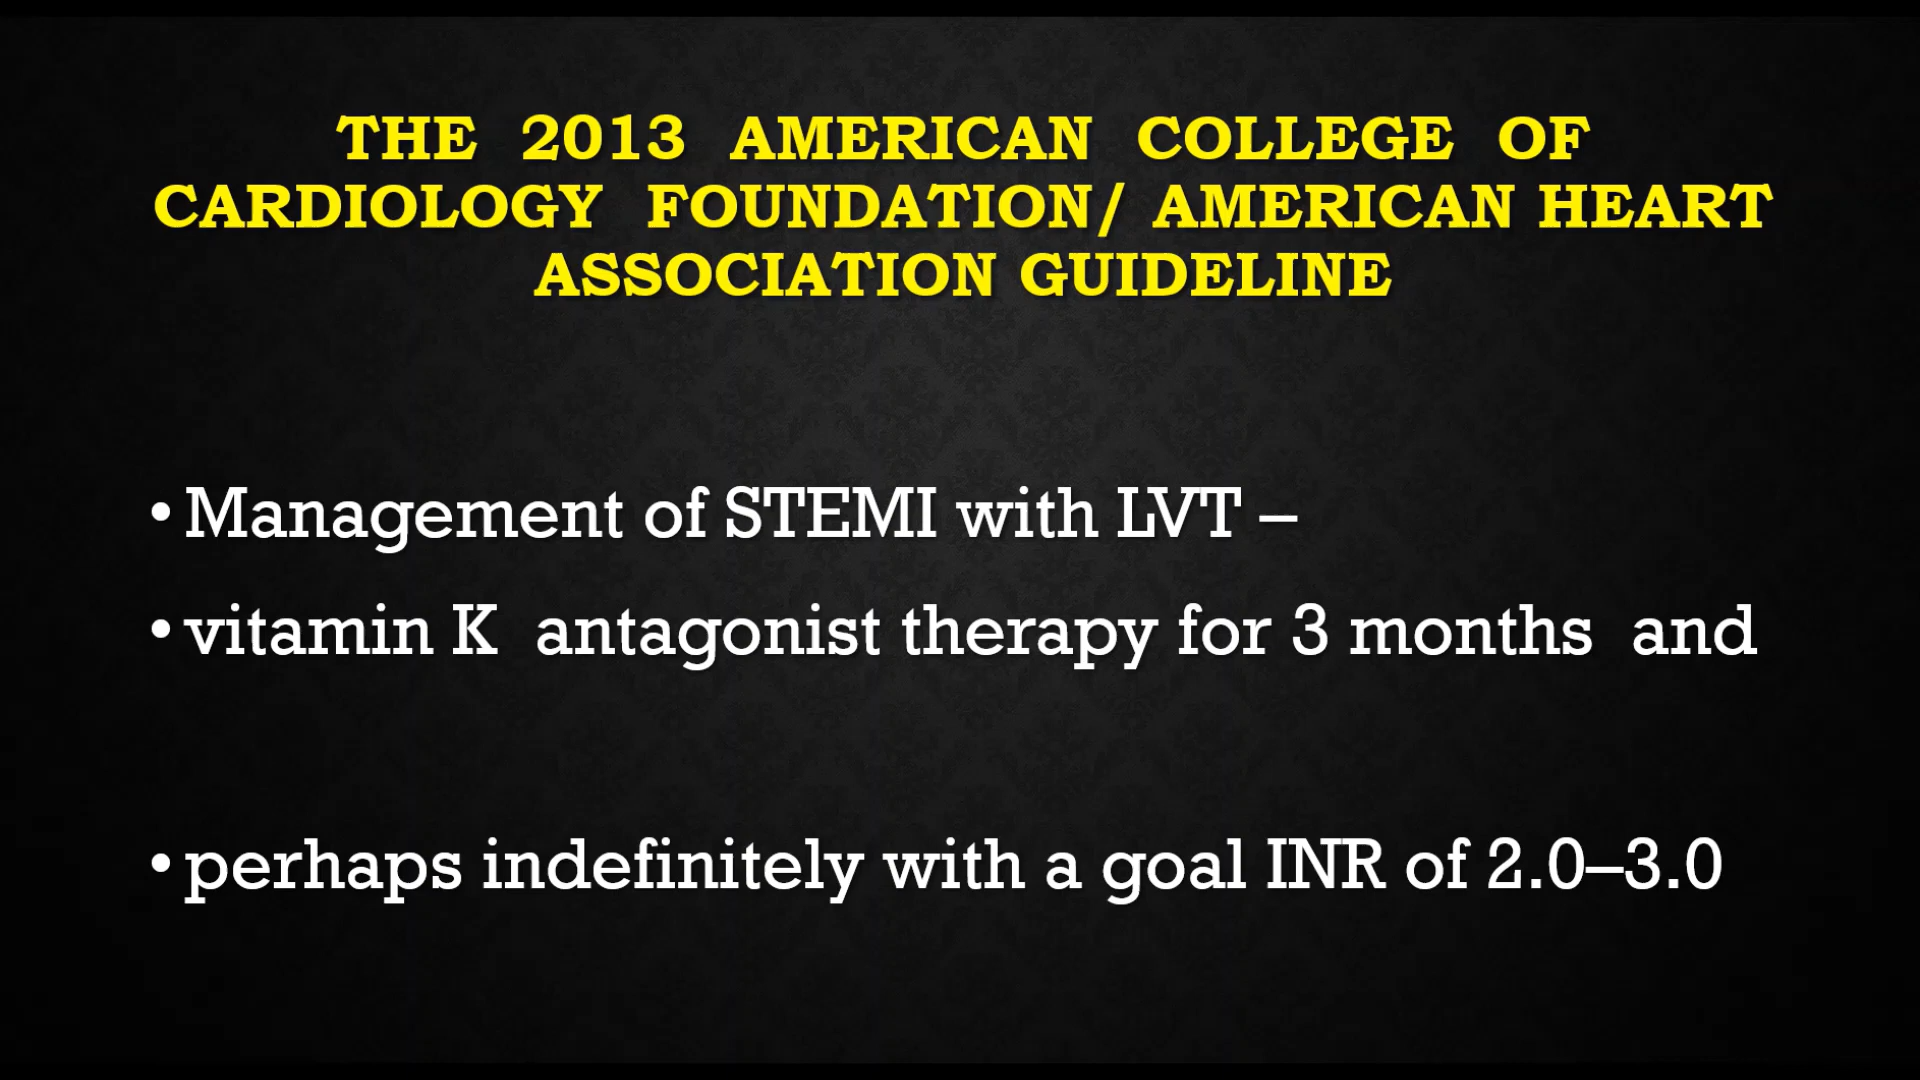 THE 2013 AMERICAN COLLEGE OF
CARDIOLOGY FOUNDATION/ AMERICAN HEART
ASSOCIATION GUIDELINE
• Management of STEMI with LVT –
• vitamin K antagonist therapy for 3 months and
• perhaps indefinitely with a goal INR of 2.0–3.0